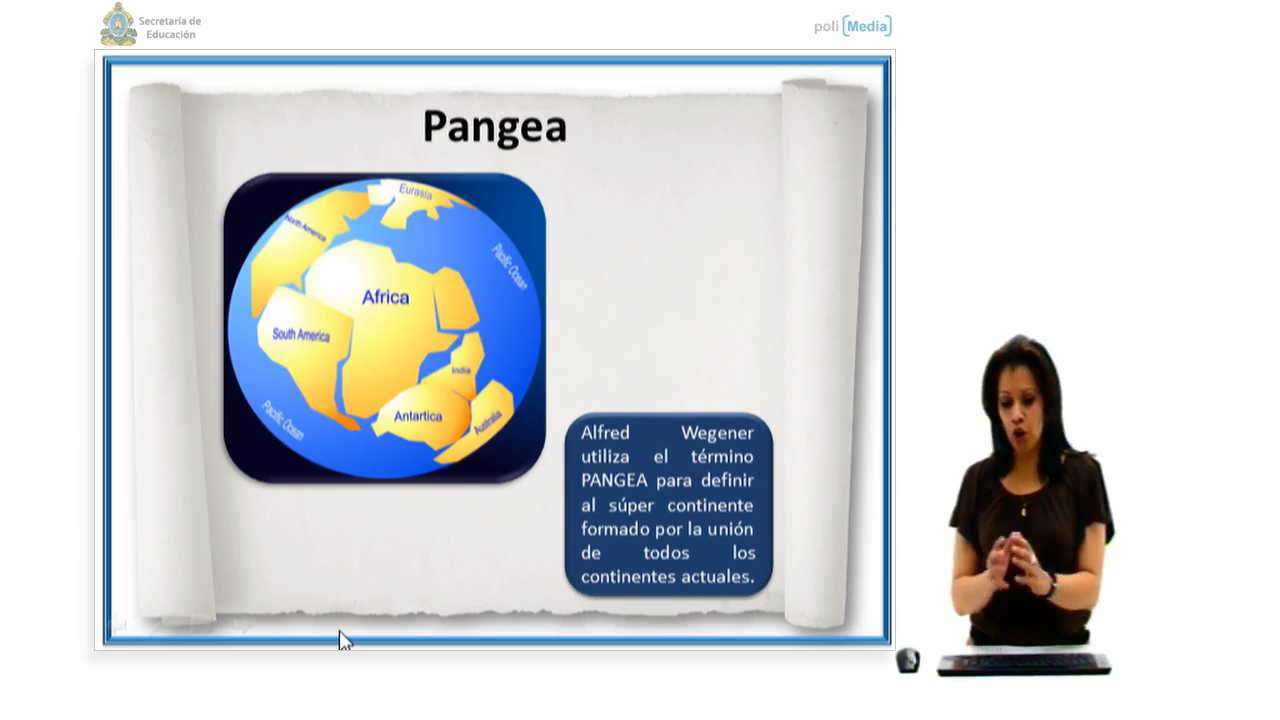 Secretaría de
Educación
poli [Media]
Pangea
Eurasia
North America
Pacific Ocean
Africa
South America
India
Antartica
Australia
Pacific Ocean
Alfred Wegener
utiliza el término
PANGEA para definir
al súper continente
formado por la unión
de todos los
continentes actuales.